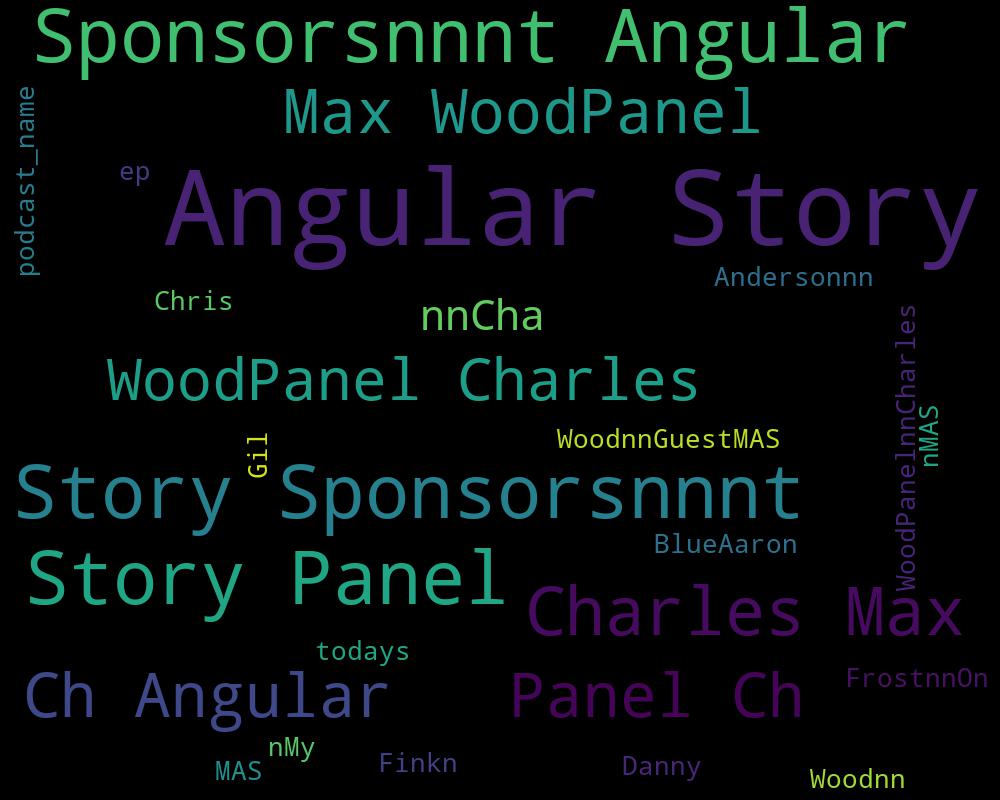 Sponsorsnnnt Angular
Max WoodPanel
podcast_name
ep
Angular Story
Andersonnn
Chris
nnCha
WoodPanelnnCharles
WoodPanel Charles
nMAS
Gil
WoodnnGuestMAS
Story Sponsorsnnnt
BlueAaron
Story Panel
Charles Max
todays
Ch Angular
Panel Ch
FrostnnOn
nMy
MAS
Finkn
Danny
Woodnn